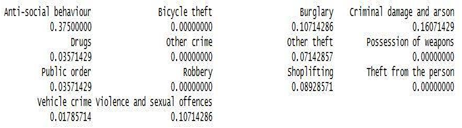 Anti-social behaviour Bicycle theft Burglary Criminal damage and arson
0.37500000 0.00000000 0.10714286 0.16071429
Drugs Other crime Other theft Possession of weapons
0.03571429 0.00000000 0.07142857 0.00000000
Public order Robbery Shoplifting Theft from the person
0.03571429 0.00000000 0.08928571 0.00000000
Vehicle crime Violence and sexual offences
0.01785714 0.10714286